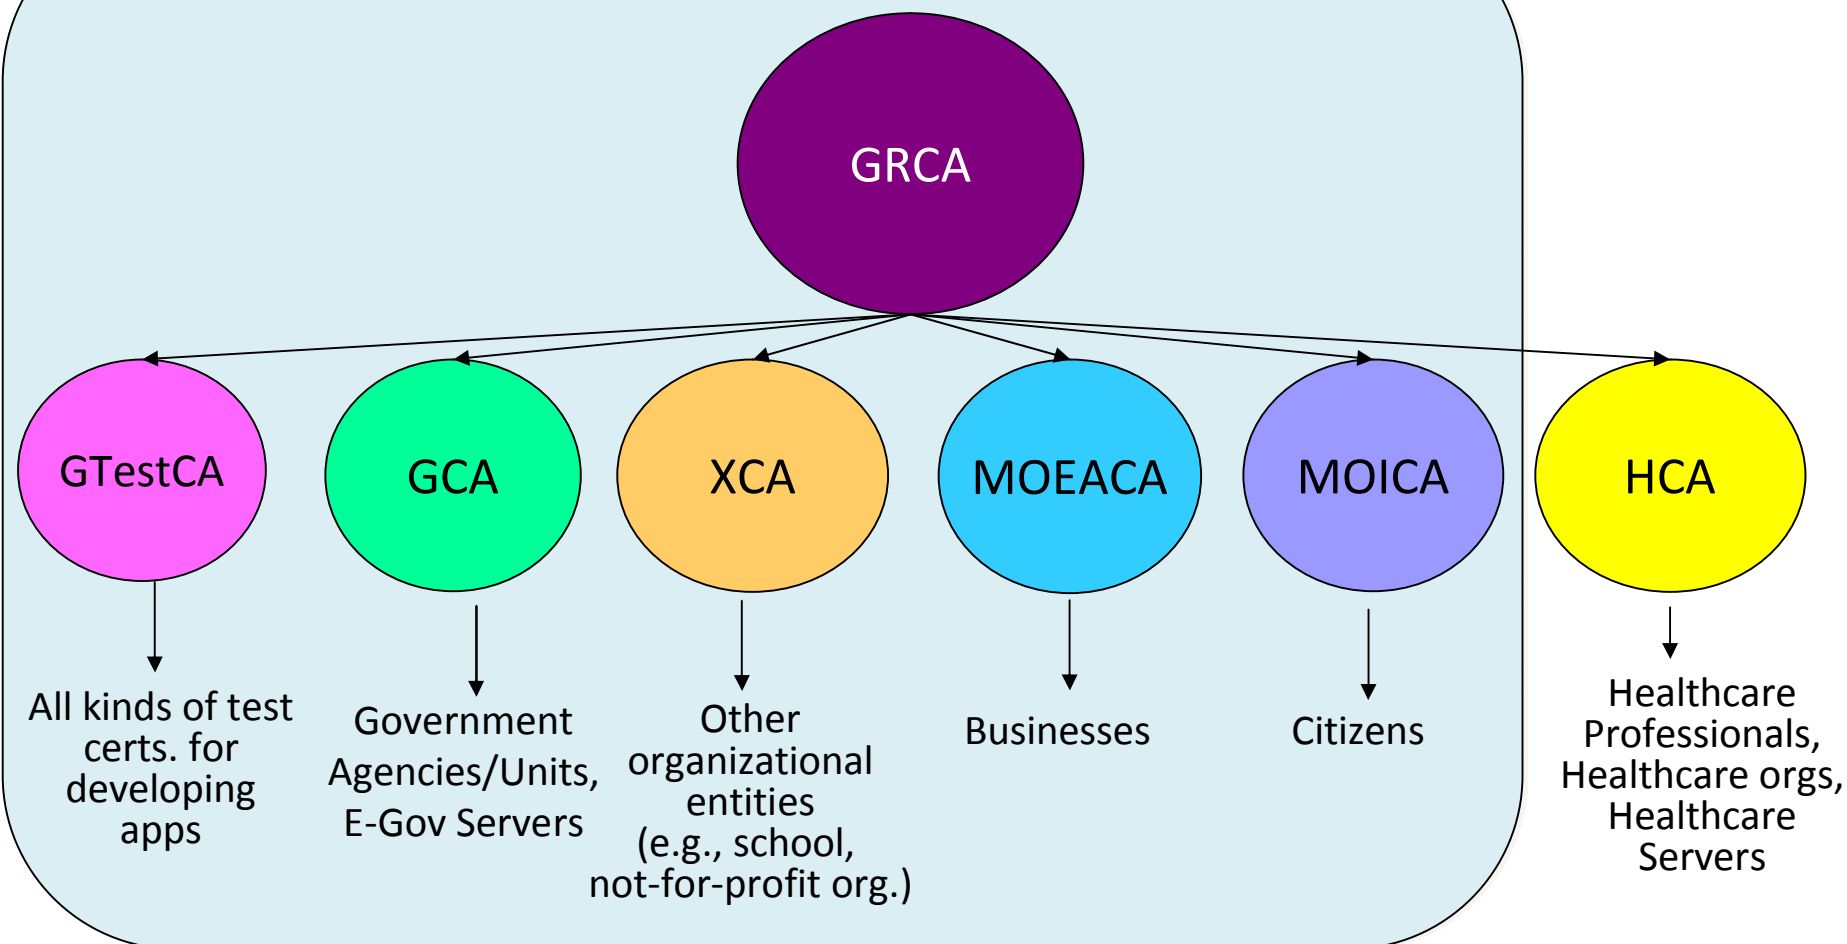 GRCA
GTestCA
GCA
XCA
MOEACA
MOICA
HCA
All kinds of test
certs. for
developing
apps
Government
Agencies/Units,
E-Gov Servers
Other
organizational
entities
(e.g., school,
not-for-profit org.)
Businesses
Citizens
Healthcare
Professionals,
Healthcare orgs,
Healthcare
Servers